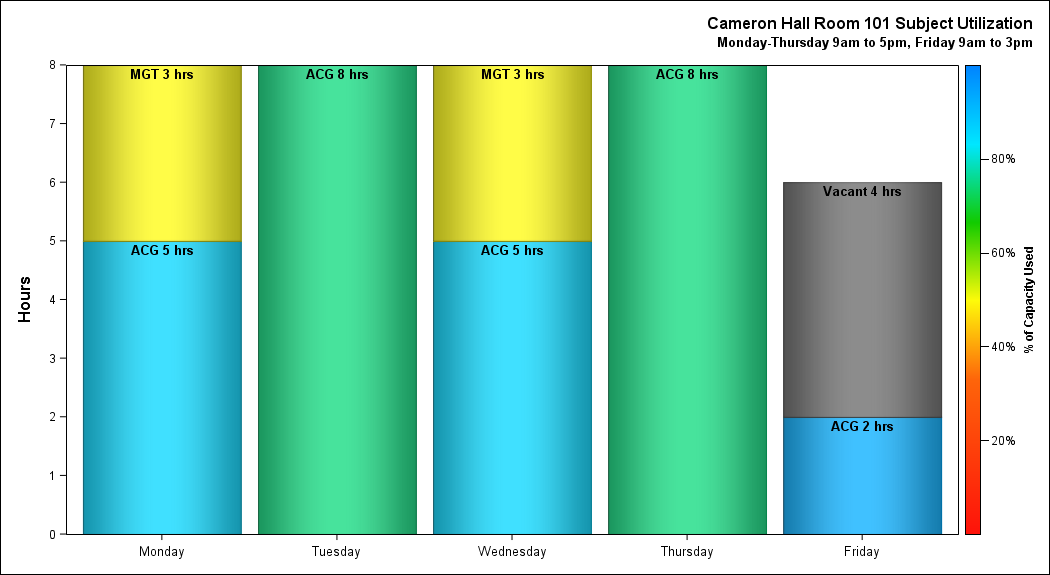 Cameron Hall Room 101 Subject Utilization
Monday-Thursday 9am to 5pm, Friday 9am to 3pm
Hours
8
7
6
5
4
3
2
1
0
MGT 3 hrs
ACG 5 hrs
ACG 8 hrs
MGT 3 hrs
ACG 5 hrs
ACG 8 hrs
Vacant 4 hrs
ACG 2 hrs
Monday
Tuesday
Wednesday
Thursday
Friday
80%
60%
40%
20%
% of Capacity Used